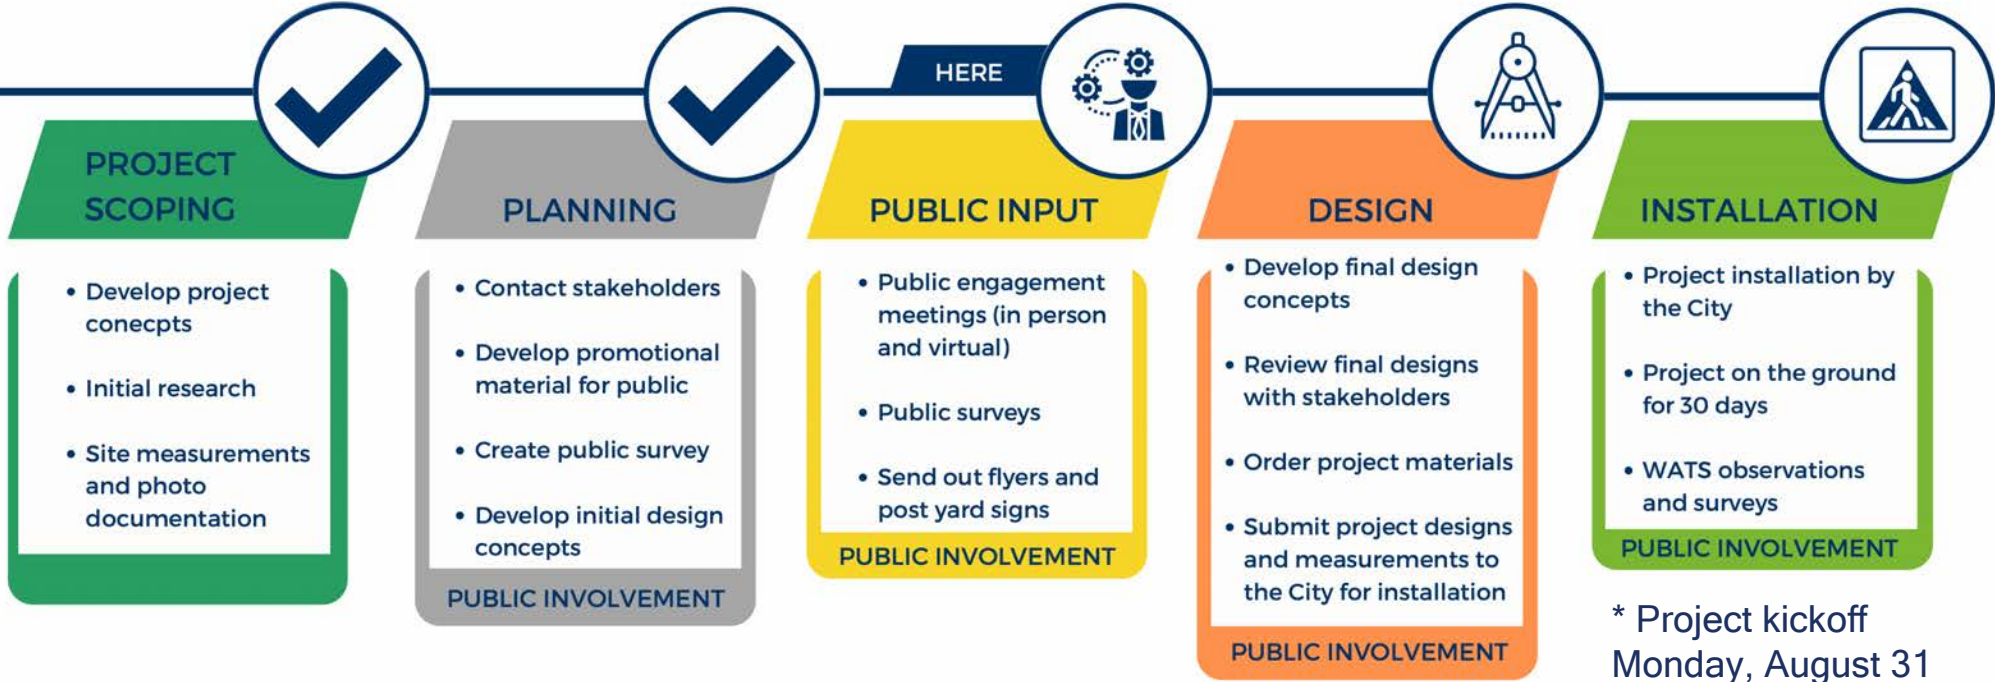 HERE
PROJECT
SCOPING
• Develop project
conecpts
• Initial research
• Site measurements
and photo
documentation
PLANNING
• Contact stakeholders
• Develop promotional
material for public
• Create public survey
• Develop initial design
concepts
PUBLIC INVOLVEMENT
PUBLIC INPUT
• Public engagement
meetings (in person
and virtual)
• Public surveys
• Send out flyers and
post yard signs
PUBLIC INVOLVEMENT
DESIGN
• Develop final design
concepts
• Review final designs
with stakeholders
• Order project materials
• Submit project designs
and measurements to
the City for installation
PUBLIC INVOLVEMENT
INSTALLATION
• Project installation by
the City
• Project on the ground
for 30 days
• WATS observations
and surveys
PUBLIC INVOLVEMENT
* Project kickoff
Monday, August 31